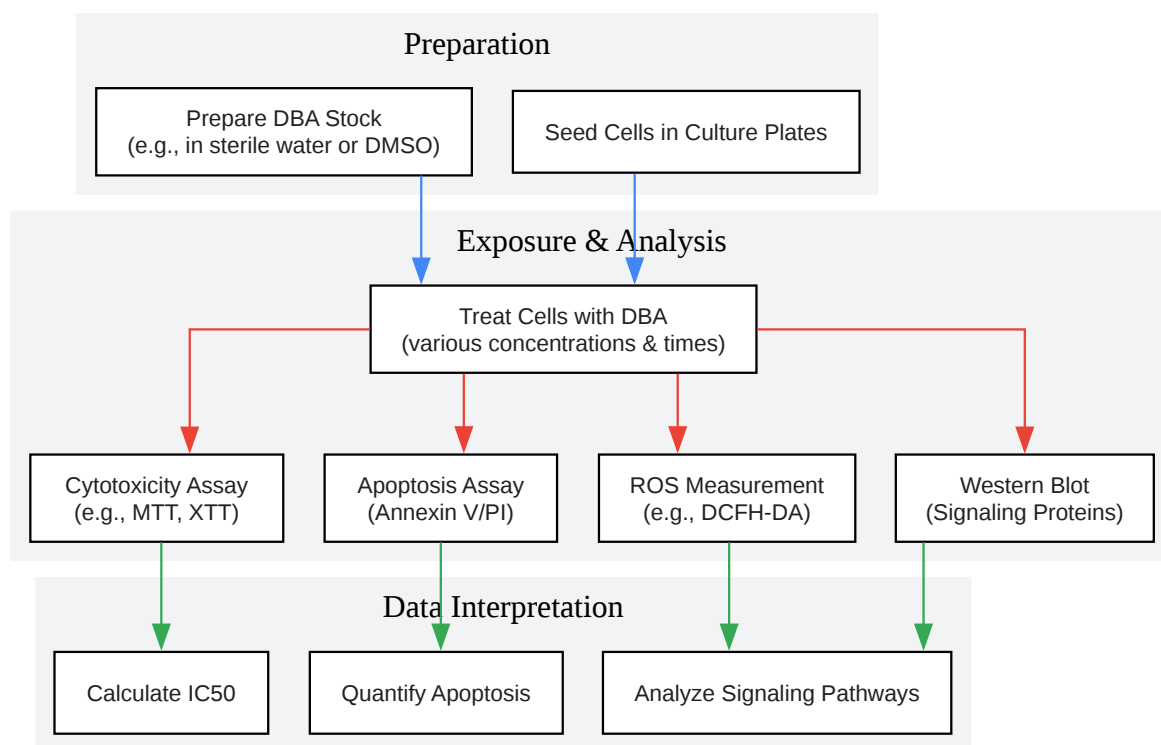 Preparation
Prepare DBA Stock
(e.g., in sterile water or DMSO)
Seed Cells in Culture Plates
Exposure & Analysis
Treat Cells with DBA
(various concentrations & times)
Cytotoxicity Assay
(e.g., MTT, XTT)
Apoptosis Assay
(Annexin V/PI)
ROS Measurement
(e.g., DCFH-DA)
Western Blot
(Signaling Proteins)
Data Interpretation
Calculate IC50
Quantify Apoptosis
Analyze Signaling Pathways